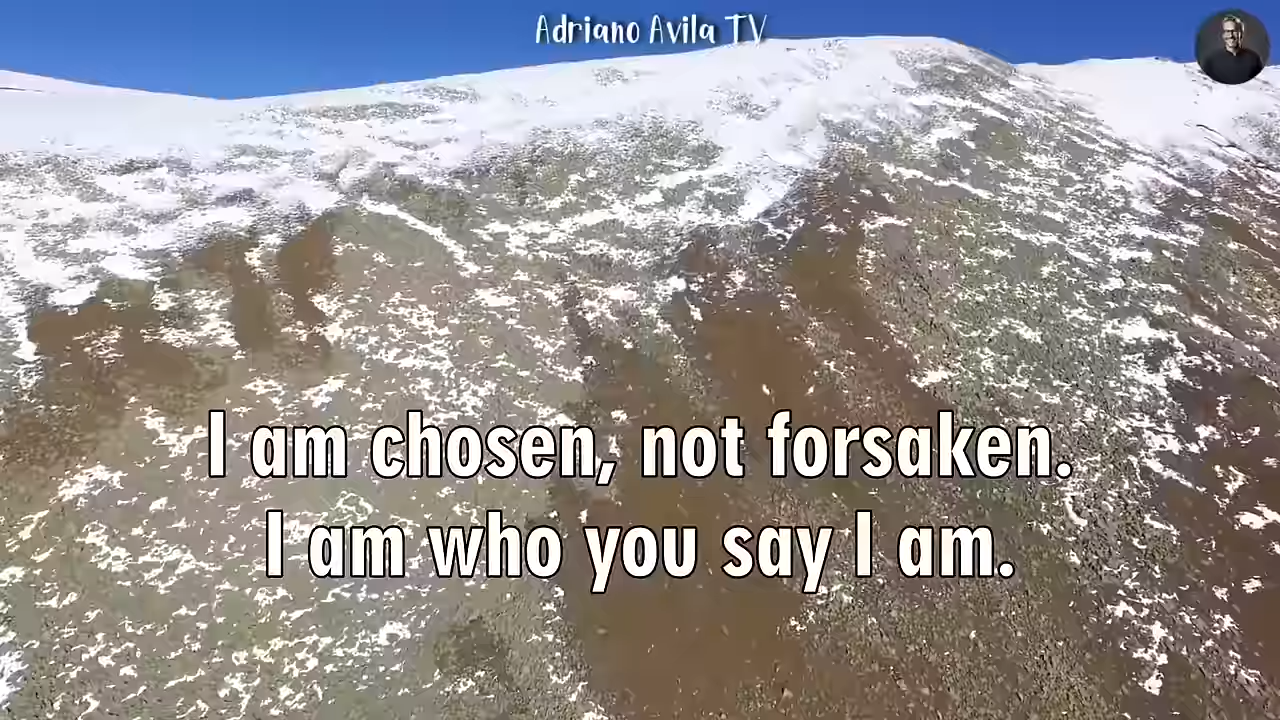 Adriano Avila TV
I am chosen, not forsaken.
I am who you say I am.